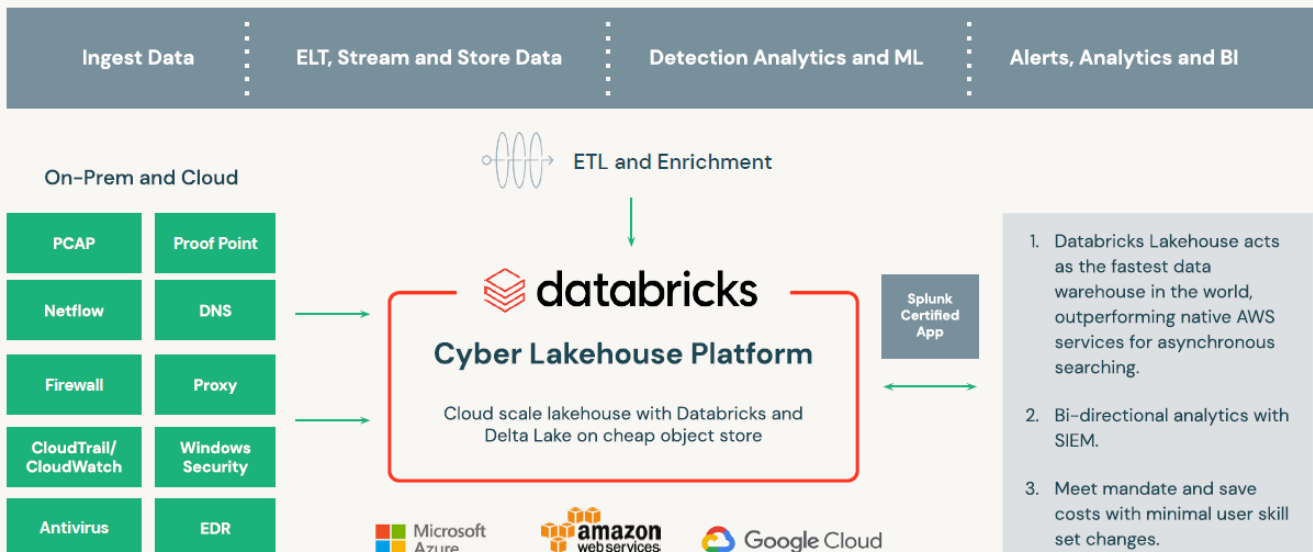 Ingest Data
ELT, Stream and Store Data
Detection Analytics and ML
Alerts, Analytics and BI
ETL and Enrichment
On-Prem and Cloud
PCAP
Proof Point
Netflow
DNS
Firewall
Proxy
CloudTrail/
CloudWatch
Windows
Security
Antivirus
EDR
databricks
Cyber Lakehouse Platform
Cloud scale lakehouse with Databricks and
Delta Lake on cheap object store
Microsoft
Azure
amazon
webservices
Google Cloud
Splunk
Certified
App
1. Databricks Lakehouse acts
as the fastest data
warehouse in the world,
outperforming native AWS
services for asynchronous
searching.
2. Bi-directional analytics with
SIEM.
3. Meet mandate and save
costs with minimal user skill
set changes.